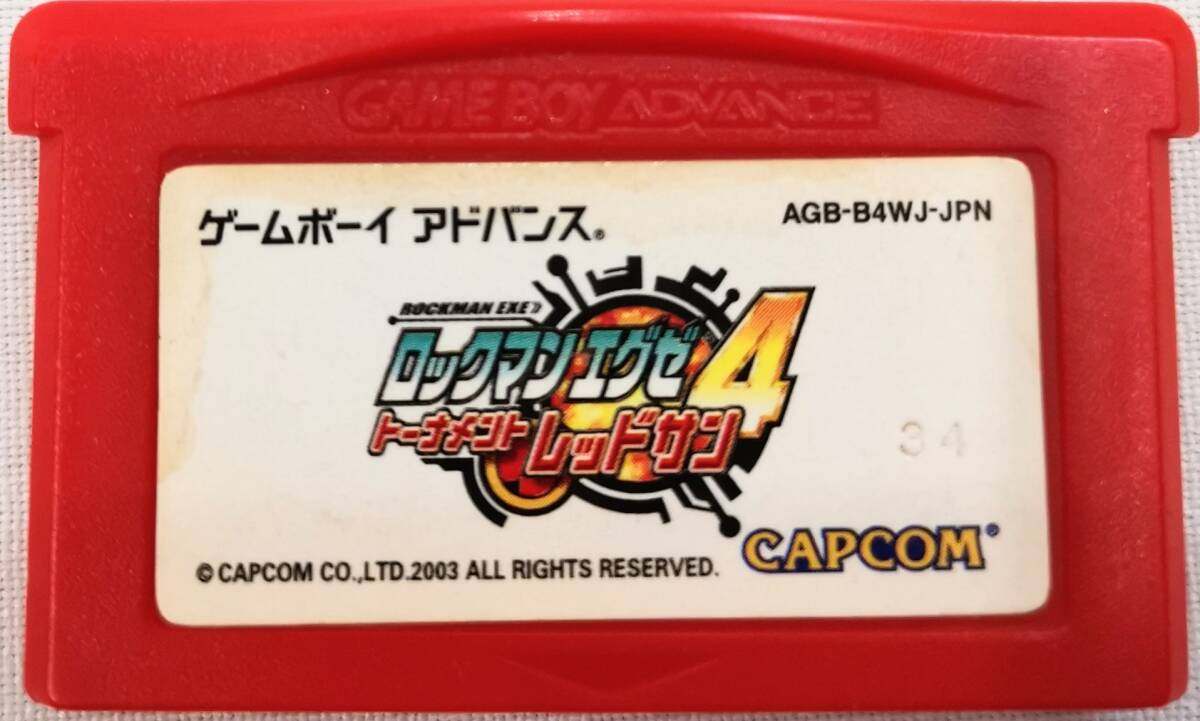 GAME BOY ADVANCE
ゲームボーイ アドバンス®
AGB-B4WJ-JPN
ROCKMAN EXE
ロックマン エグゼ4
トーナメント レッドサン
34
CAPCOM®
© CAPCOM CO.,LTD.2003 ALL RIGHTS RESERVED.